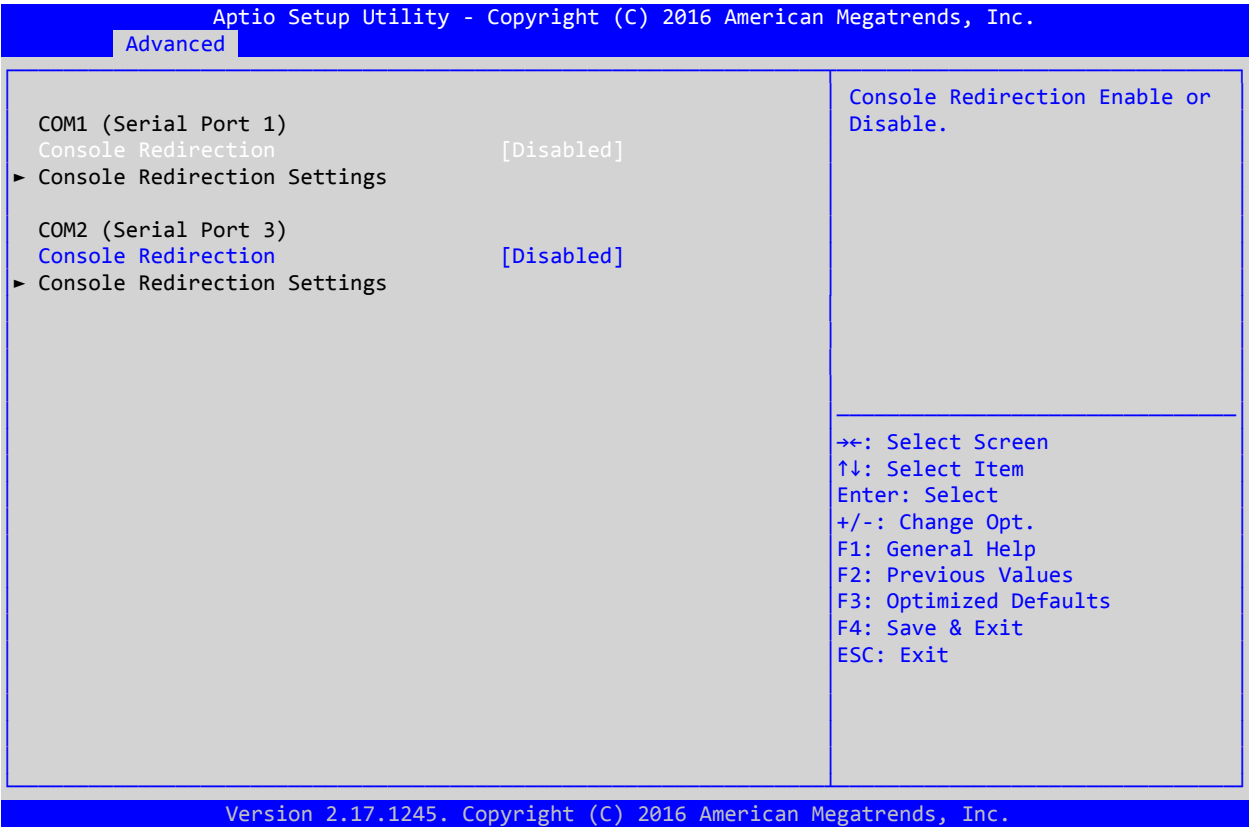 Aptio Setup Utility - Copyright (C) 2016 American Megatrends, Inc.
Advanced
COM1 (Serial Port 1)
Console Redirection [Disabled]
► Console Redirection Settings
COM2 (Serial Port 3)
Console Redirection [Disabled]
► Console Redirection Settings
Console Redirection Enable or
Disable.
→←: Select Screen
↑↓: Select Item
Enter: Select
+/-: Change Opt.
F1: General Help
F2: Previous Values
F3: Optimized Defaults
F4: Save & Exit
ESC: Exit
Version 2.17.1245. Copyright (C) 2016 American Megatrends, Inc.